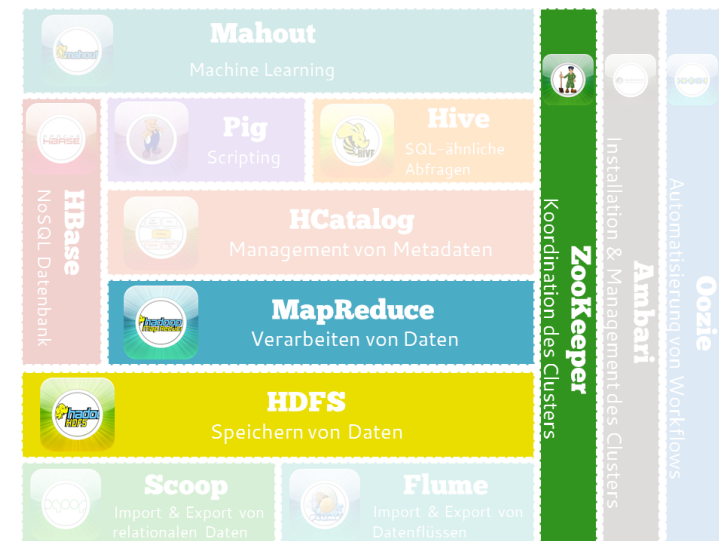 Mahout
Machine Learning
HBase
NoSQL Datenbank
Pig
Scripting
Hive
SQL-ähnliche
Abfragen
HCatalog
Management von Metadaten
MapReduce
Verarbeiten von Daten
HDFS
Speichern von Daten
Scoop
Import & Export von
relationalen Daten
Flume
Import & Export von
Datenflüssen
ZooKeeper
Koordination des Clusters
Ambari
Installation & Management des Clusters
Oozie
Automatisierung von Workflows